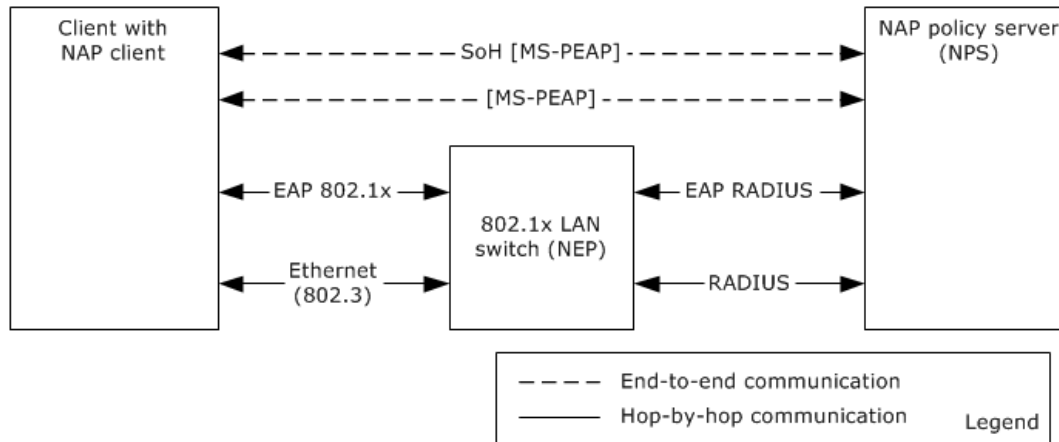 Client with
NAP client
SoH [MS-PEAP]
NAP policy server
(NPS)
[MS-PEAP]
EAP 802.1x
EAP RADIUS
802.1x LAN
switch (NEP)
Ethernet
(802.3)
RADIUS
End-to-end communication
Hop-by-hop communication
Legend